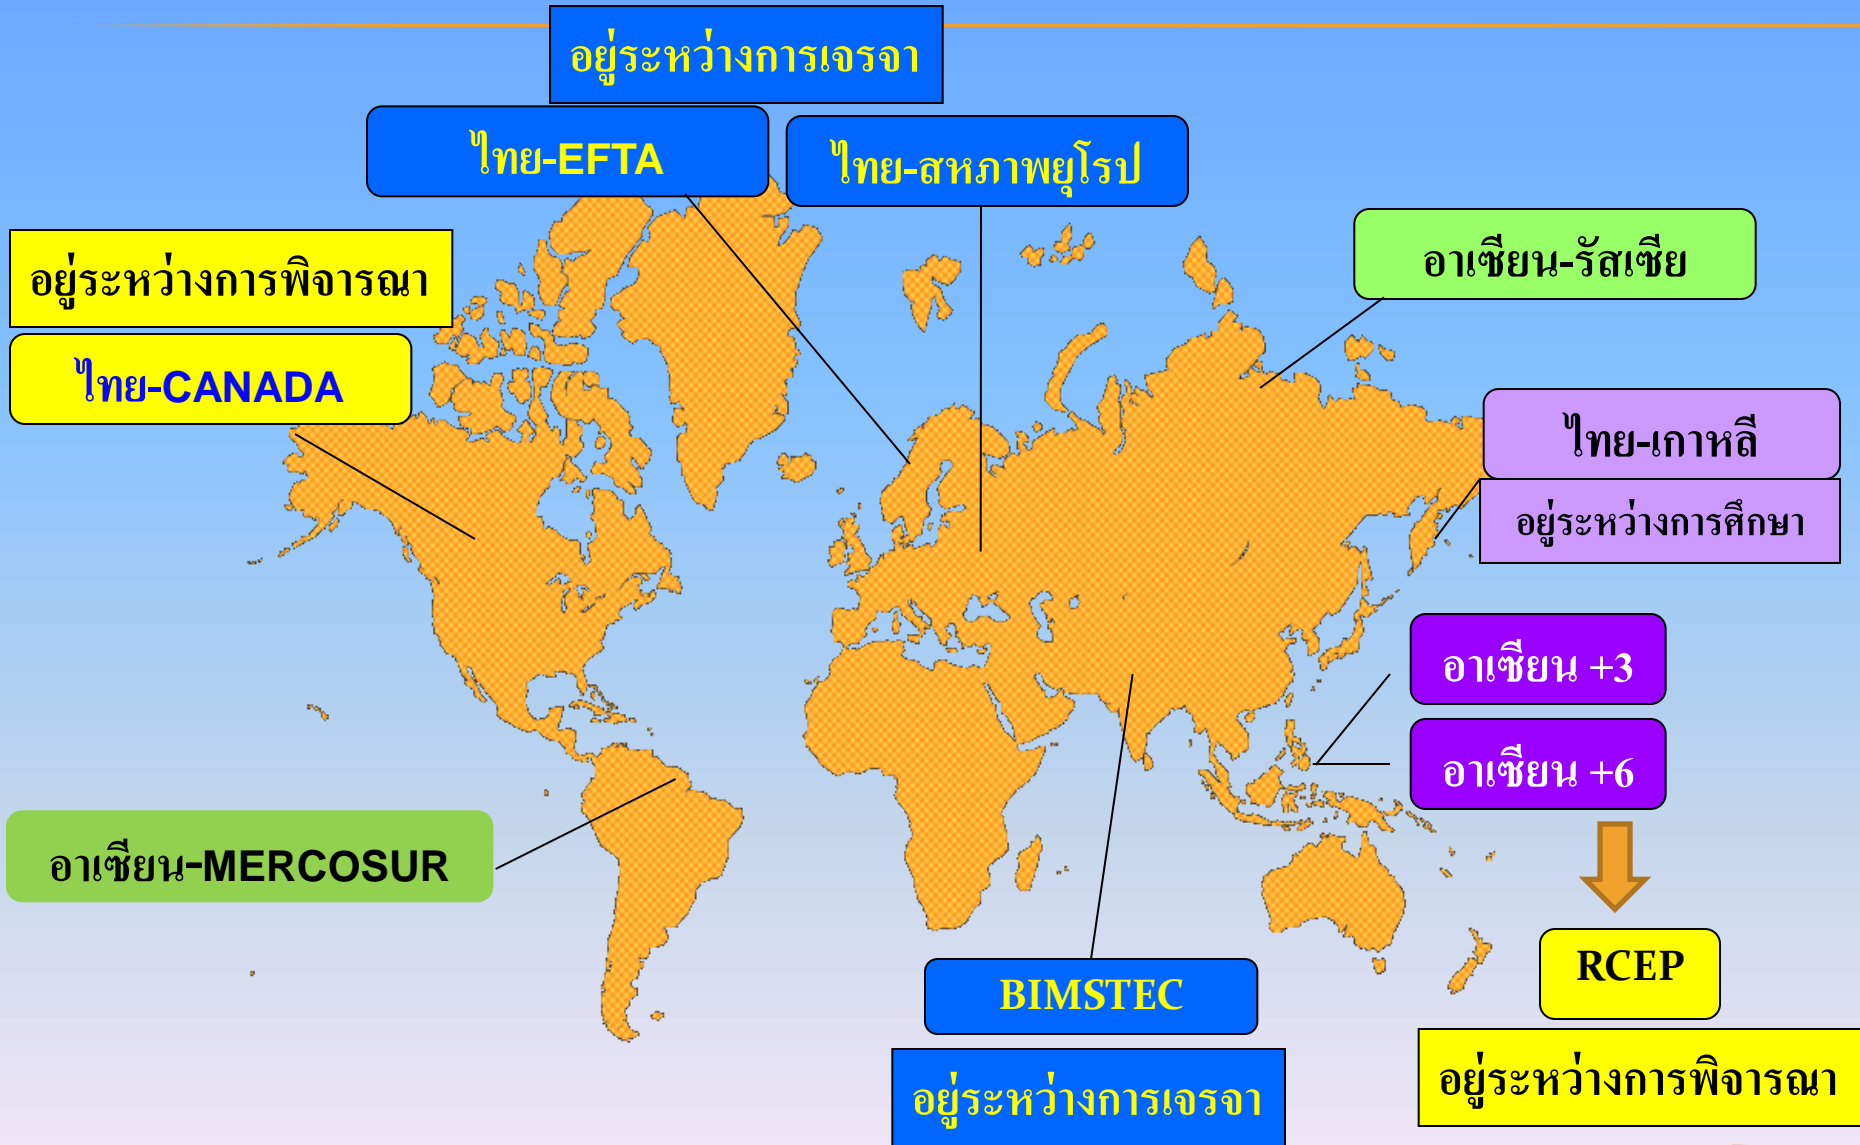 อยู่ระหว่างการเจรจา
ไทย-EFTA
ไทย-สหภาพยุโรป
อาเซียน-รัสเซีย
อยู่ระหว่างการพิจารณา
ไทย-CANADA
ไทย-เกาหลี
อยู่ระหว่างการศึกษา
อาเซียน +3
อาเซียน +6
อาเซียน-MERCOSUR
RCEP
BIMSTEC
อยู่ระหว่างการพิจารณา
อยู่ระหว่างการเจรจา